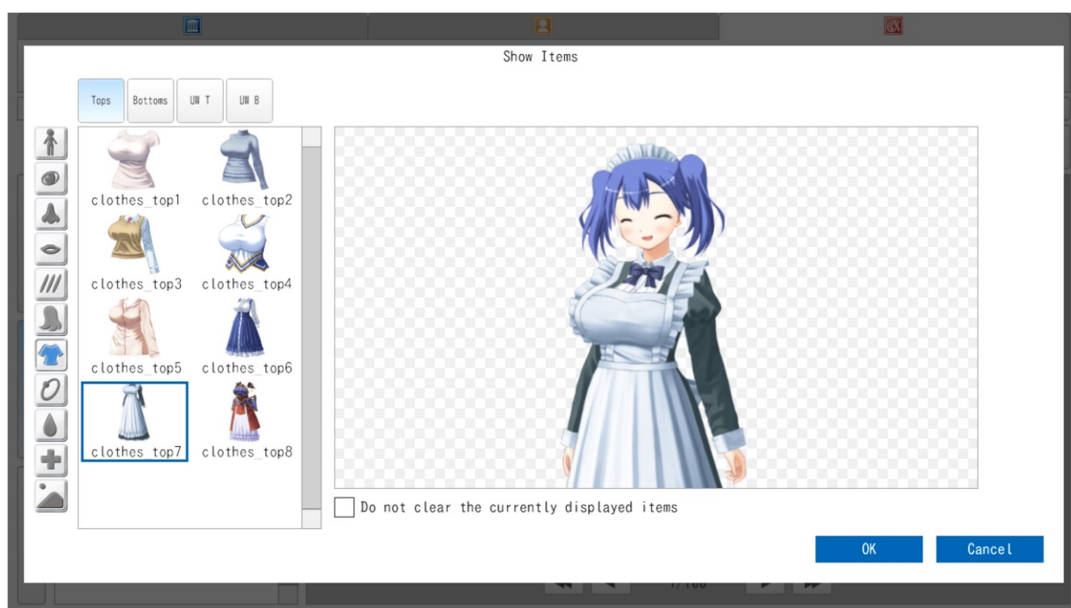 Show Items
Tops Bottoms UW T UW B
clothes_top1 clothes_top2
clothes_top3 clothes_top4
clothes_top5 clothes_top6
clothes_top7 clothes_top8
Do not clear the currently displayed items
OK Cancel